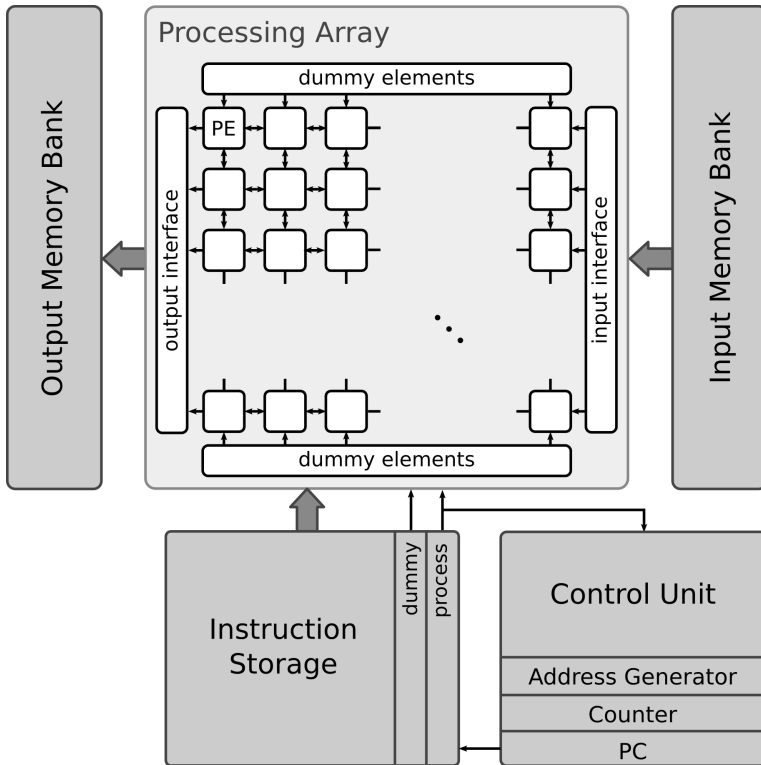 Processing Array
dummy elements
PE
Output Memory Bank
output interface
input interface
Input Memory Bank
dummy elements
Instruction
Storage
dummy
process
Control Unit
Address Generator
Counter
PC